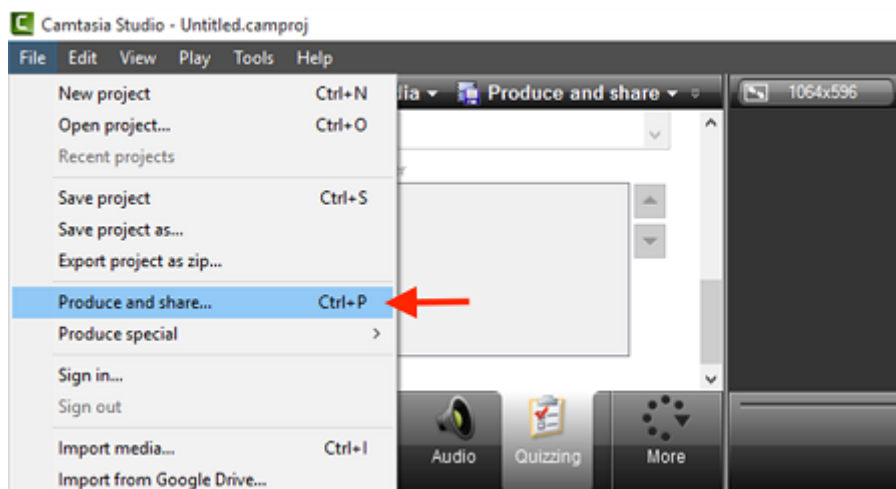 Camtasia Studio - Untitled.camproj
File Edit View Play Tools Help
New project Ctrl+N
dia Produce and share 1064x596
Open project... Ctrl+O
Recent projects
Save project Ctrl+S
Save project as...
Export project as zip...
Produce and share... Ctrl+P
Produce special
Sign in...
Sign out
Import media... Ctrl+I
Import from Google Drive...
Audio Quizzing More